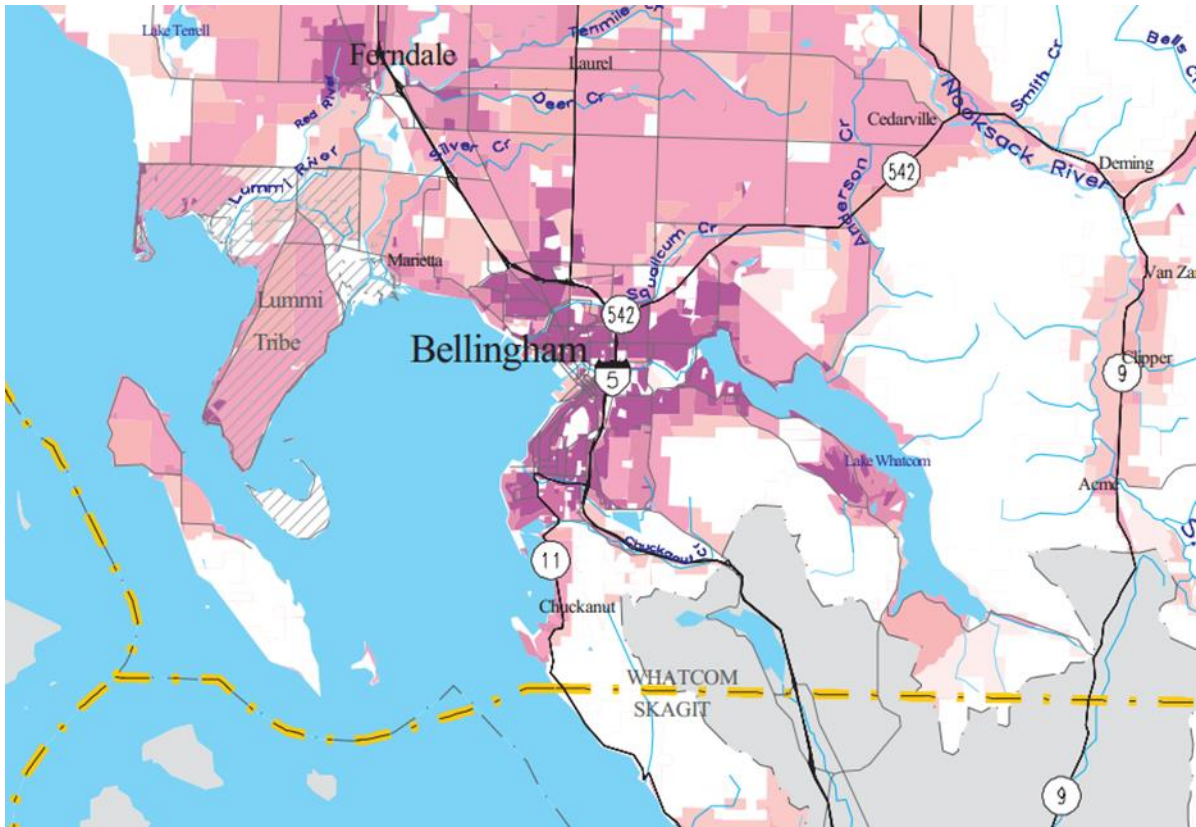 Lake Terrell
Ferndale
Tenmile Cr
Laurel
Red River
Deer Cr
Silver Cr
Lummi River
Nooksack River
Smith Cr
Bells C
Cedarville
Anderson Cr
542
Deming
Squalicum Cr
Marietta
Lummi
Tribe
Van Za
542
Bellingham
5
9
Clipper
Lake Whatcom
Acme
S
Chuckanut Cr
11
Chuckanut
WHATCOM
SKAGIT
9